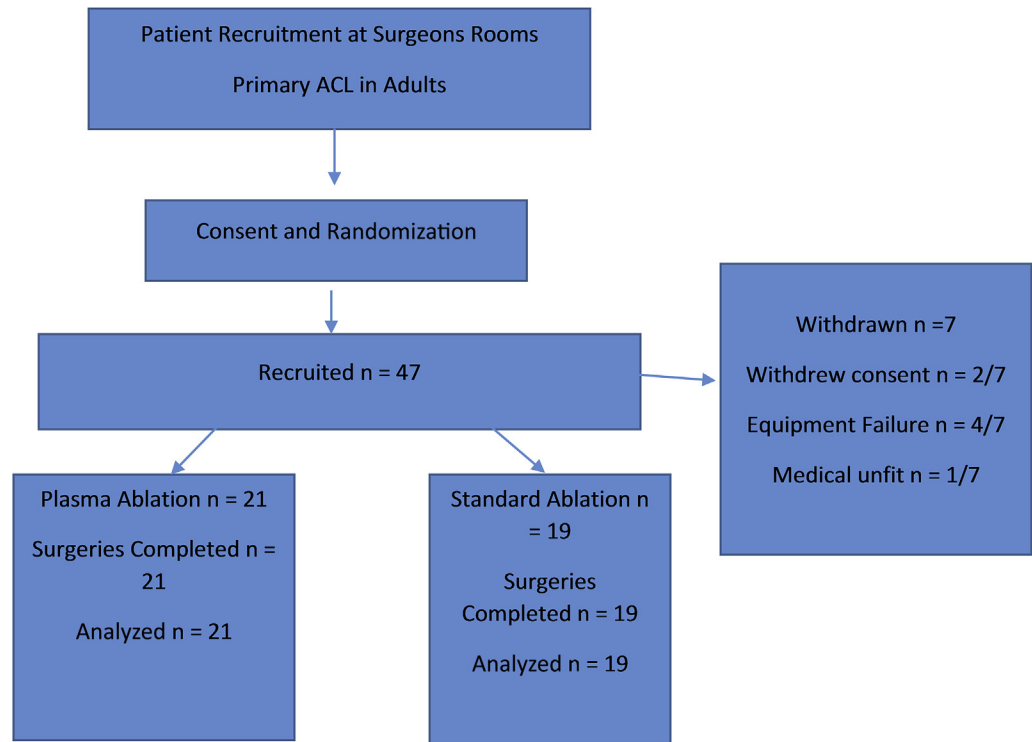 Patient Recruitment at Surgeons Rooms
Primary ACL in Adults
Consent and Randomization
Recruited n = 47
Withdrawn n =7
Withdrew consent n = 2/7
Equipment Failure n = 4/7
Medical unfit n = 1/7
Plasma Ablation n = 21
Surgeries Completed n =
21
Analyzed n = 21
Standard Ablation n
= 19
Surgeries
Completed n = 19
Analyzed n = 19